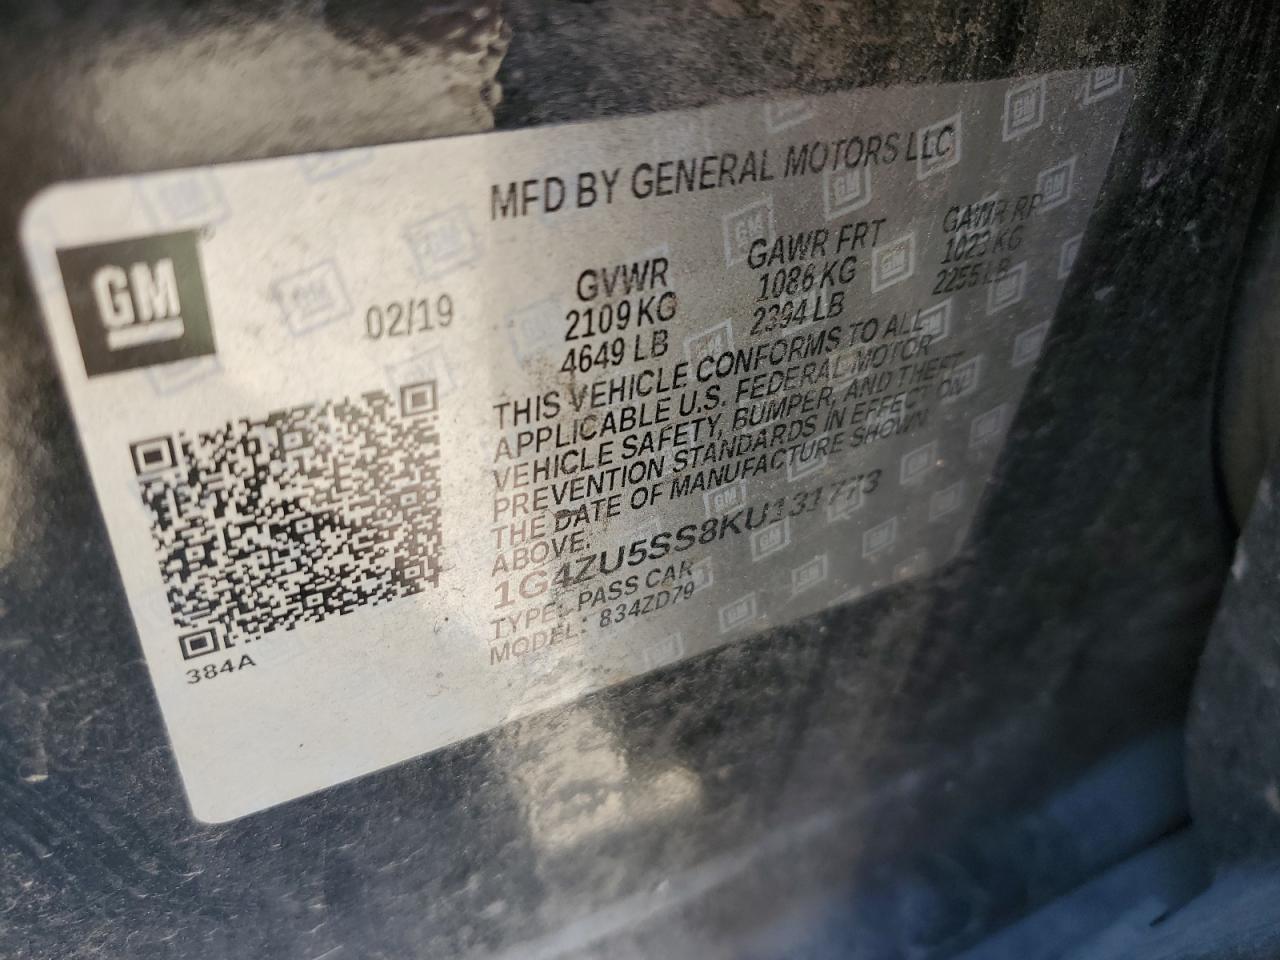 MFD BY GENERAL MOTORS LLC
GM
02/19
GVWR
2109 KG
4649 LB
GAWR FRT
1086 KG
2394 LB
GAWR RR
1023 KG
2255 LB
THIS VEHICLE CONFORMS TO ALL
APPLICABLE U.S. FEDERAL MOTOR
VEHICLE SAFETY, BUMPER, AND THEFT
PREVENTION STANDARDS IN EFFECT ON
THE DATE OF MANUFACTURE SHOWN
ABOVE.
1G4ZU5SS8KU131773
TYPE: PASS CAR
MODEL: 834ZD79
384A